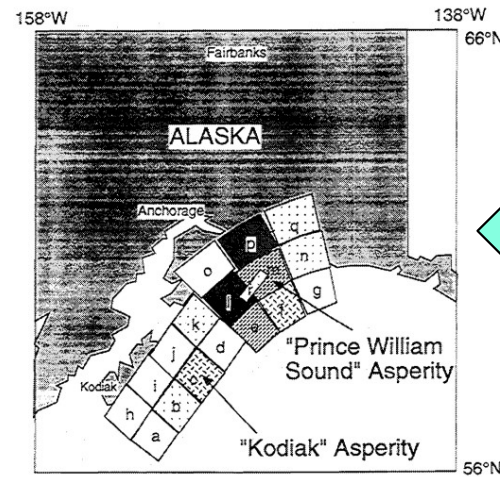 158°W
138°W
66°N
Fairbanks
ALASKA
Anchorage
q
p
n
o
g
l
f
k
e
d
"Prince William
Sound" Asperity
j
Kodiak
i
c
b
h
a
"Kodiak" Asperity
56°N